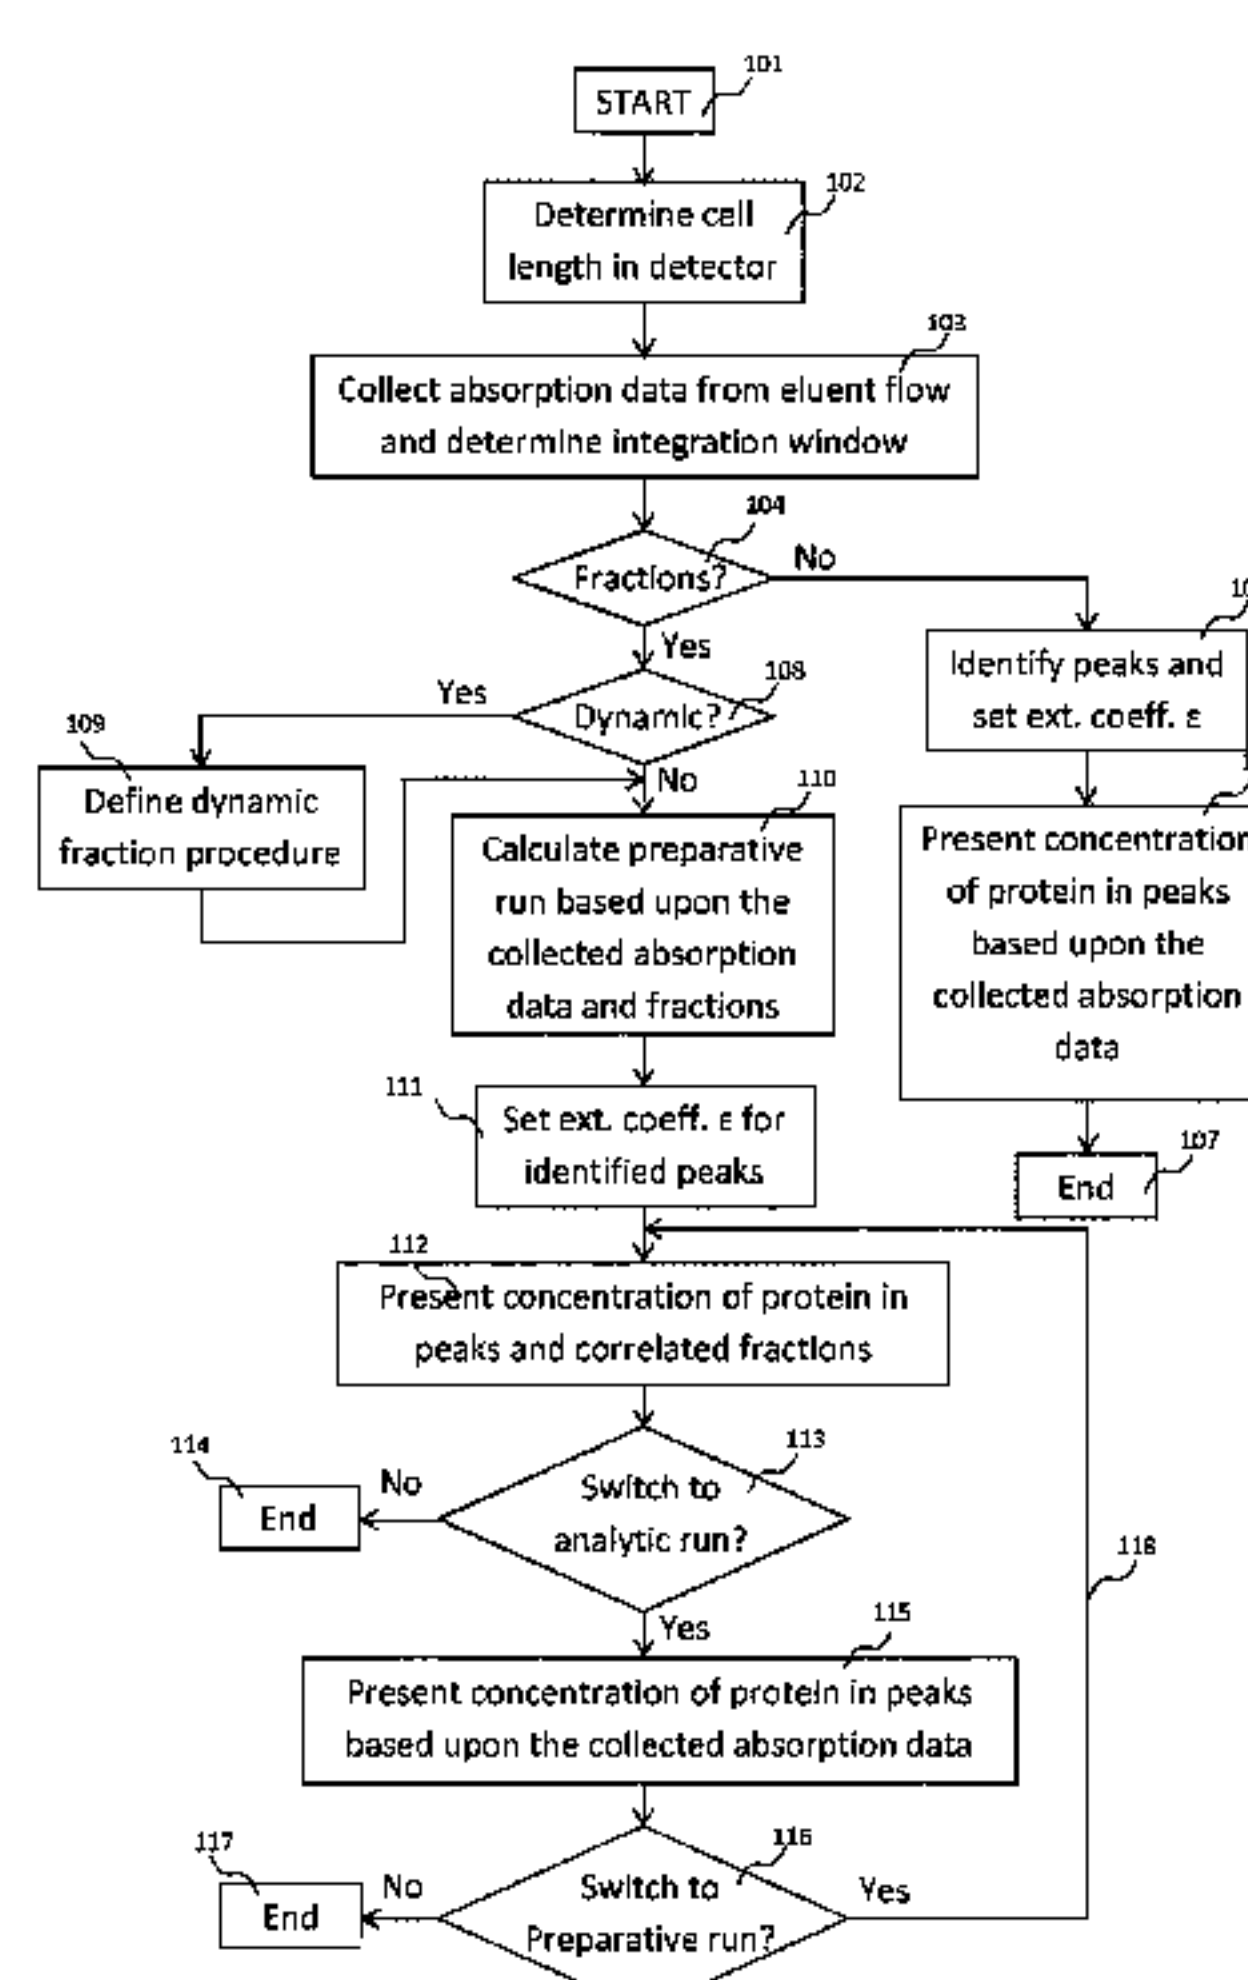 101
START
102
Determine cell
length in detector
103
Collect absorption data from eluent flow
and determine integration window
104
Fractions?
No
Yes
10
Identify peaks and
set ext. coeff. ε
108
Dynamic?
Yes
No
109
Define dynamic
fraction procedure
110
Calculate preparative
run based upon the
collected absorption
data and fractions
1
Present concentration
of protein in peaks
based upon the
collected absorption
data
111
Set ext. coeff. ε for
identified peaks
107
End
112
Present concentration of protein in
peaks and correlated fractions
113
Switch to
analytic run?
No
114
End
Yes
118
115
Present concentration of protein in peaks
based upon the collected absorption data
116
Switch to
Preparative run?
No
Yes
117
End